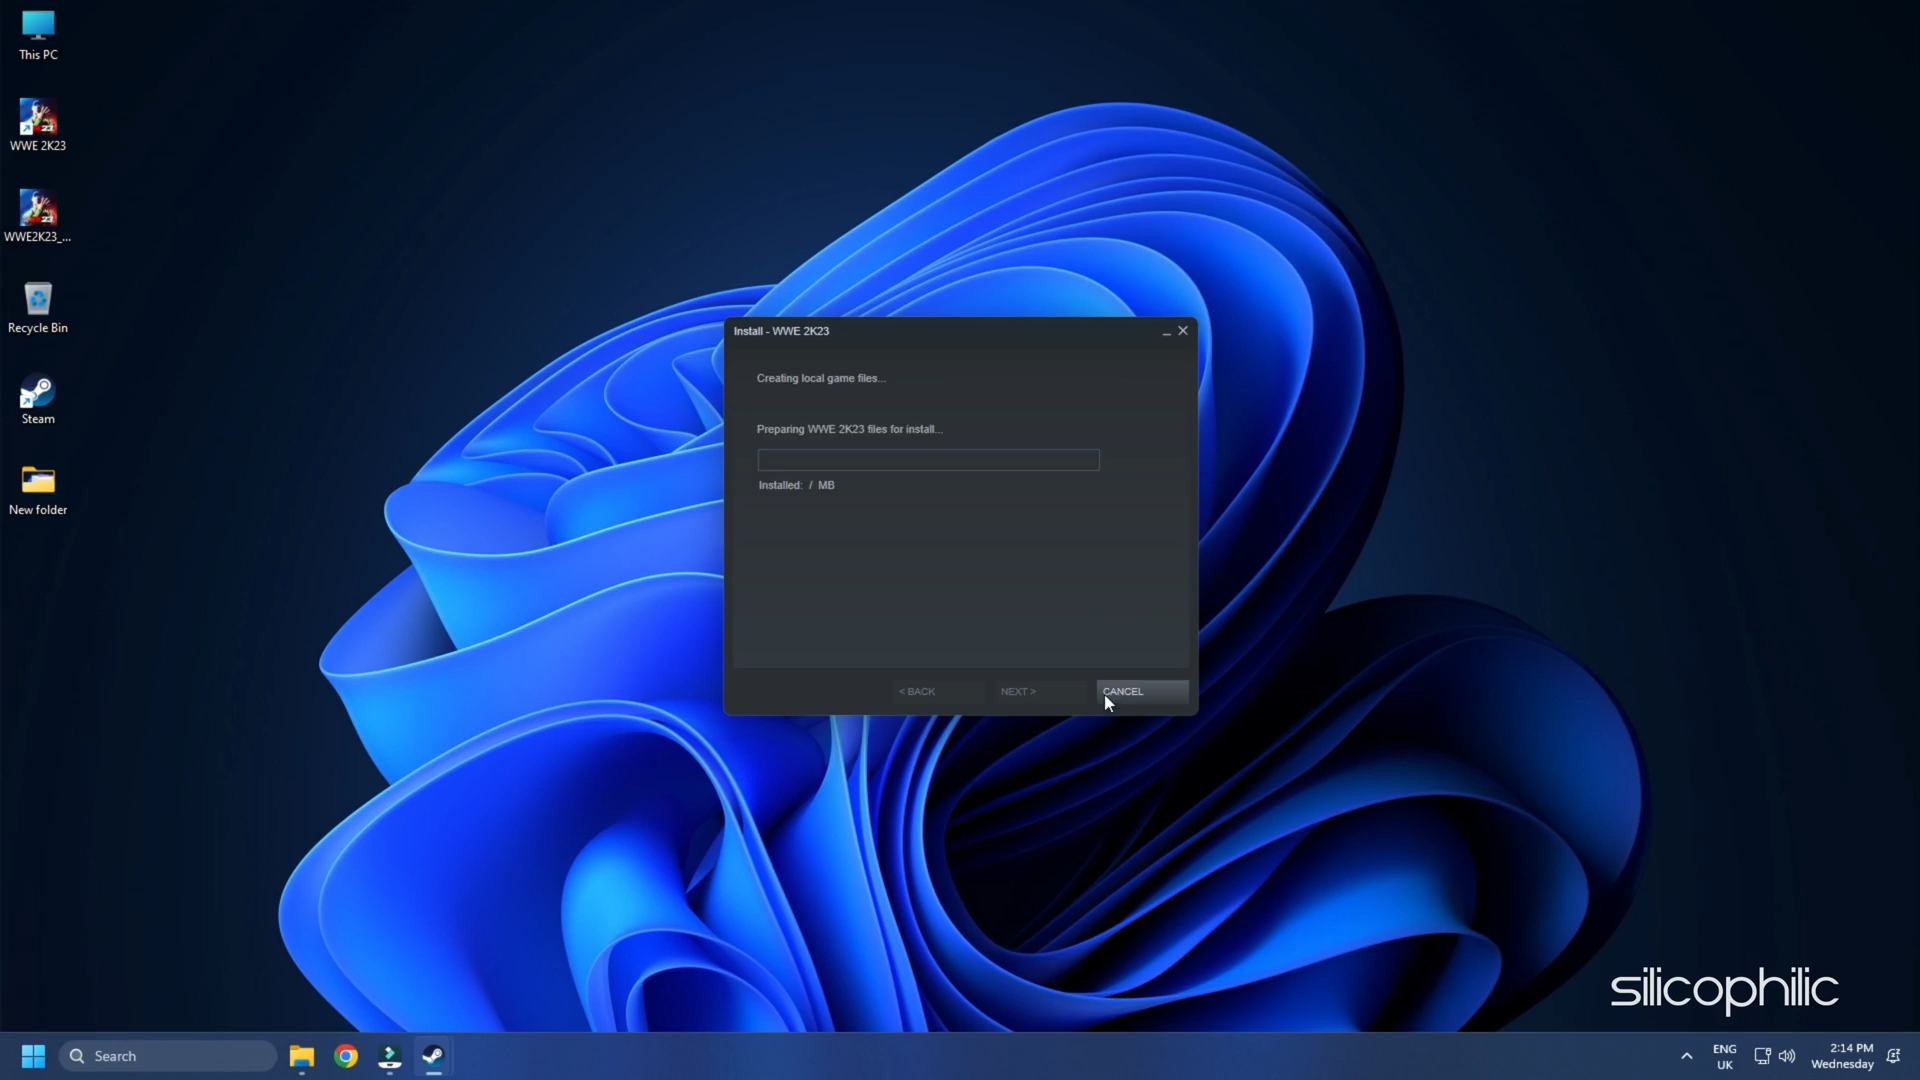 This PC
WWE 2K23
WWE2K23_...
Recycle Bin
Steam
New folder
Install - WWE 2K23
Creating local game files...
Preparing WWE 2K23 files for install...
Installed: / MB
< BACK
NEXT >
CANCEL
silicophilic
Search
ENG
UK
2:14 PM
Wednesday